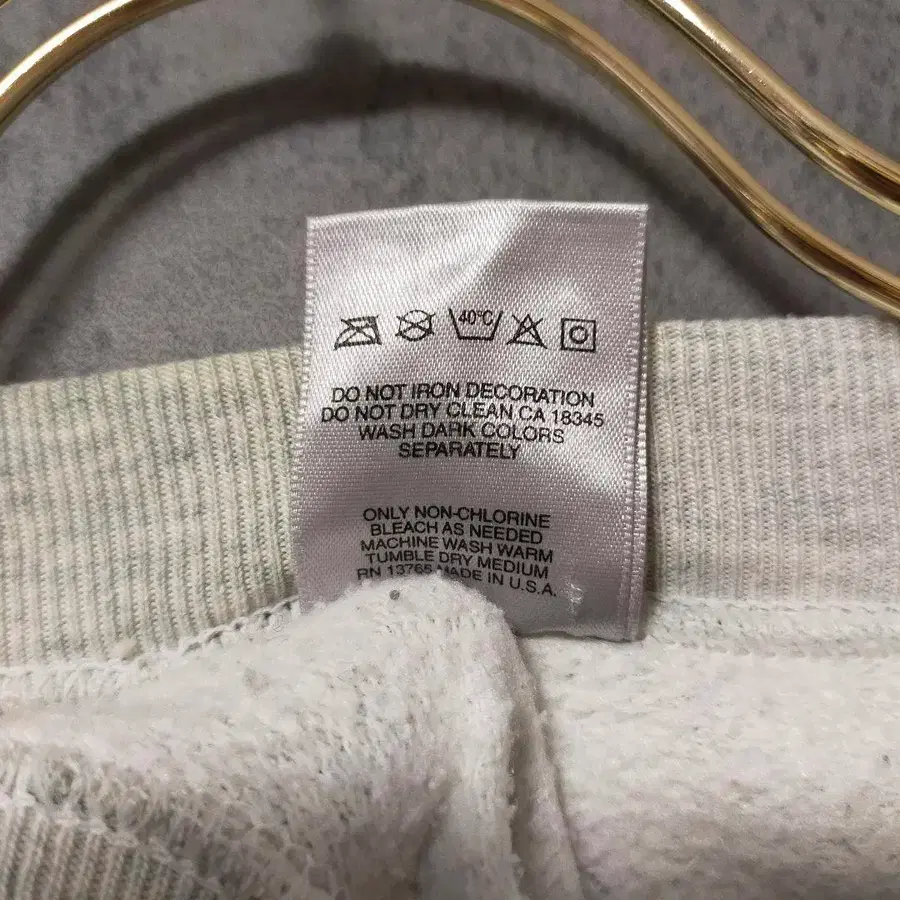 40°C
DO NOT IRON DECORATION
DO NOT DRY CLEAN CA 18345
WASH DARK COLORS
SEPARATELY
ONLY NON-CHLORINE
BLEACH AS NEEDED
MACHINE WASH WARM
TUMBLE DRY MEDIUM
RN 13765 MADE IN U.S.A.